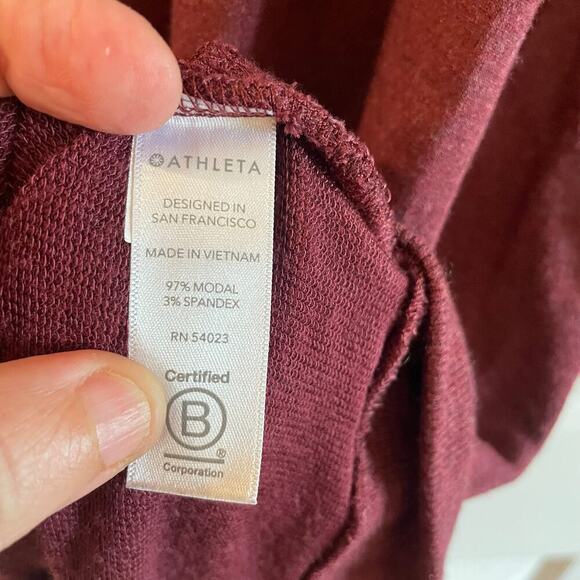 ATHLETA
DESIGNED IN
SAN FRANCISCO
MADE IN VIETNAM
97% MODAL
3% SPANDEX
RN 54023
Certified
B
®
Corporation